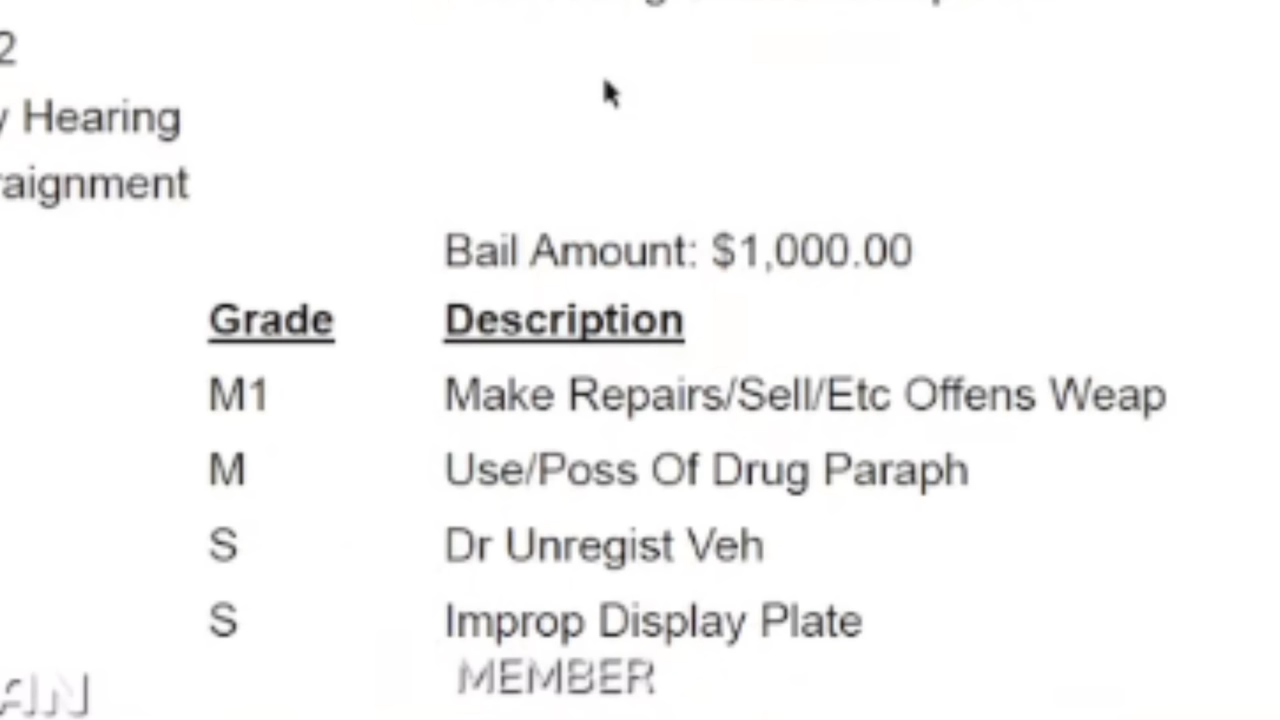 2
y Hearing
raignment
Bail Amount: $1,000.00
Grade Description
M1 Make Repairs/Sell/Etc Offens Weap
M Use/Poss Of Drug Paraph
S Dr Unregist Veh
S Improp Display Plate
MEMBER
AN